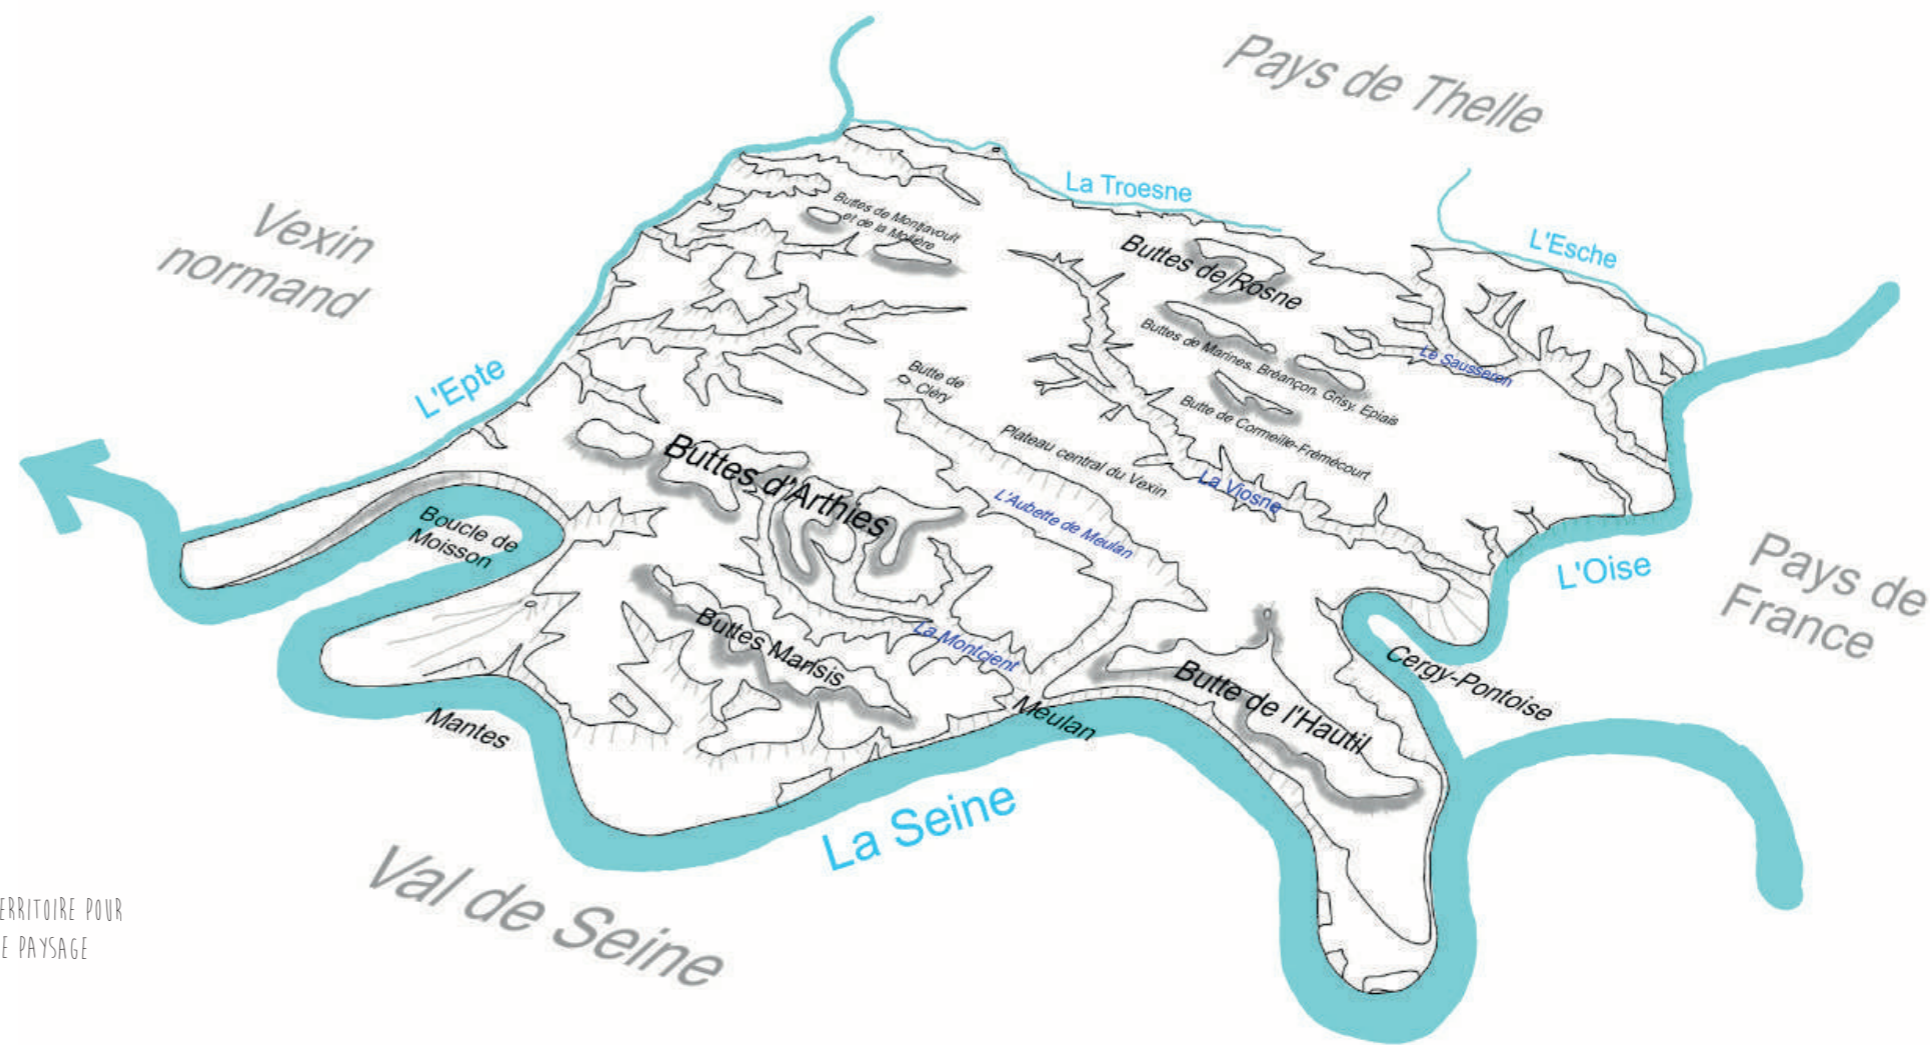 Pays de Thelle
La Troesne
Vexin
normand
Buttes de Montjavoult
et de la Molière
Buttes de Rosne
L'Esche
Buttes de Marines, Bréançon, Grisy, Epiais
Le Sausseron
L'Epte
Butte de
Cléry
Butte de Cormeille-Frémécourt
Plateau central du Vexin
Buttes d'Arthies
La Viosne
L'Aubette de Meulan
Boucle de
Moisson
L'Oise
Pays de
France
Buttes Marisis
La Montcient
Cergy-Pontoise
Butte de l'Hautil
Meulan
Mantes
La Seine
Val de Seine
ERRITOIRE POUR
E PAYSAGE